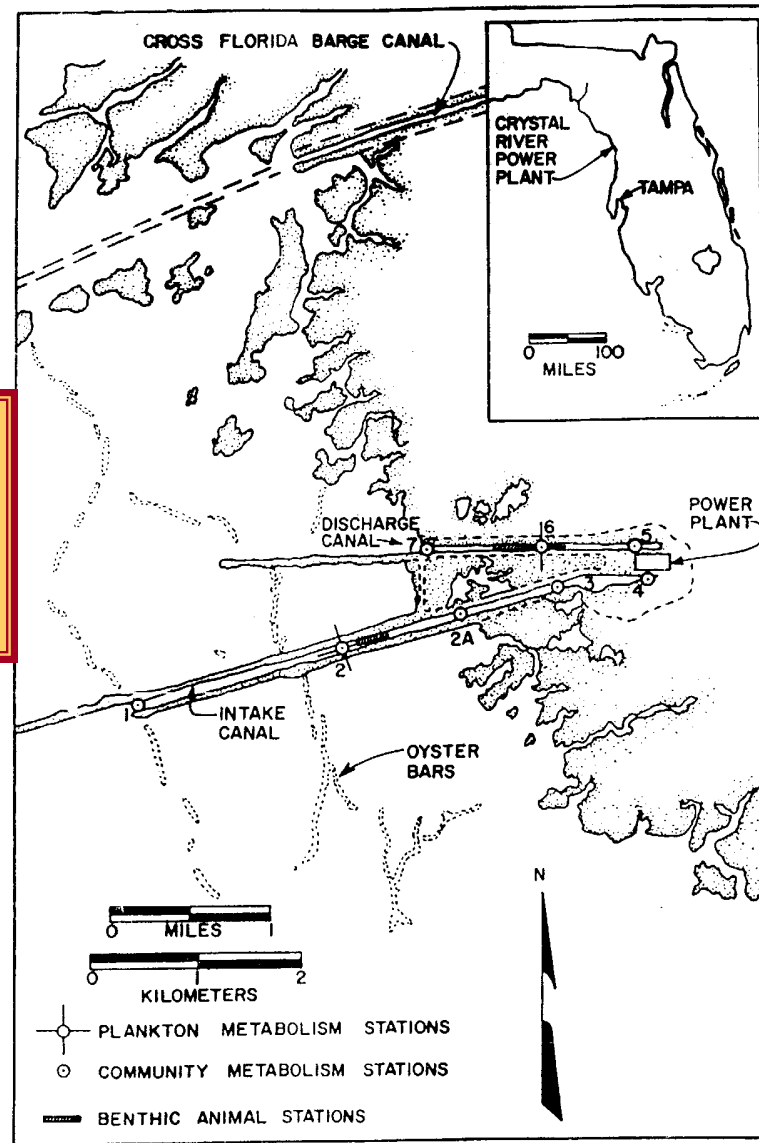 CROSS FLORIDA BARGE CANAL
CRYSTAL
RIVER
POWER
PLANT
TAMPA
0 100
MILES
DISCHARGE
CANAL
7
6
5
POWER
PLANT
4
3
2A
2
1
INTAKE
CANAL
OYSTER
BARS
N
0 MILES 1
0 1 2
KILOMETERS
PLANKTON METABOLISM STATIONS
COMMUNITY METABOLISM STATIONS
BENTHIC ANIMAL STATIONS